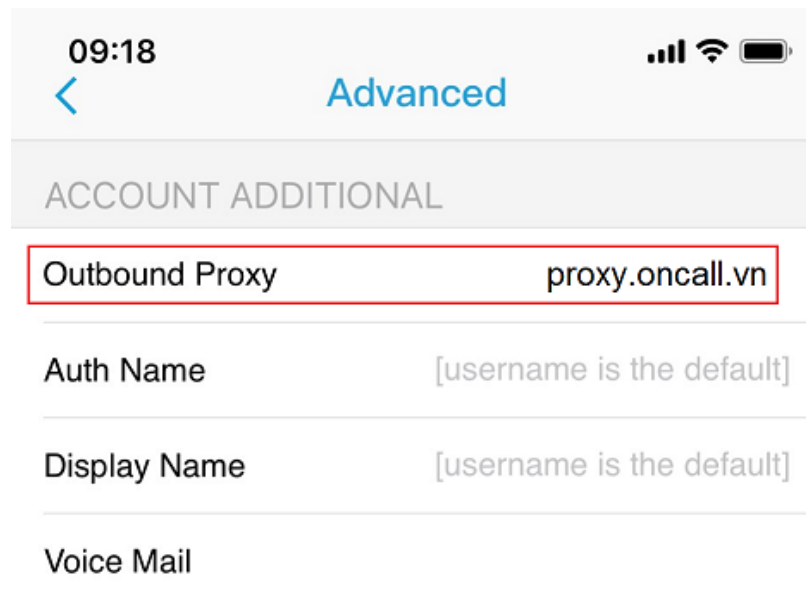 09:18
Advanced
ACCOUNT ADDITIONAL
Outbound Proxy proxy.oncall.vn
Auth Name [username is the default]
Display Name [username is the default]
Voice Mail